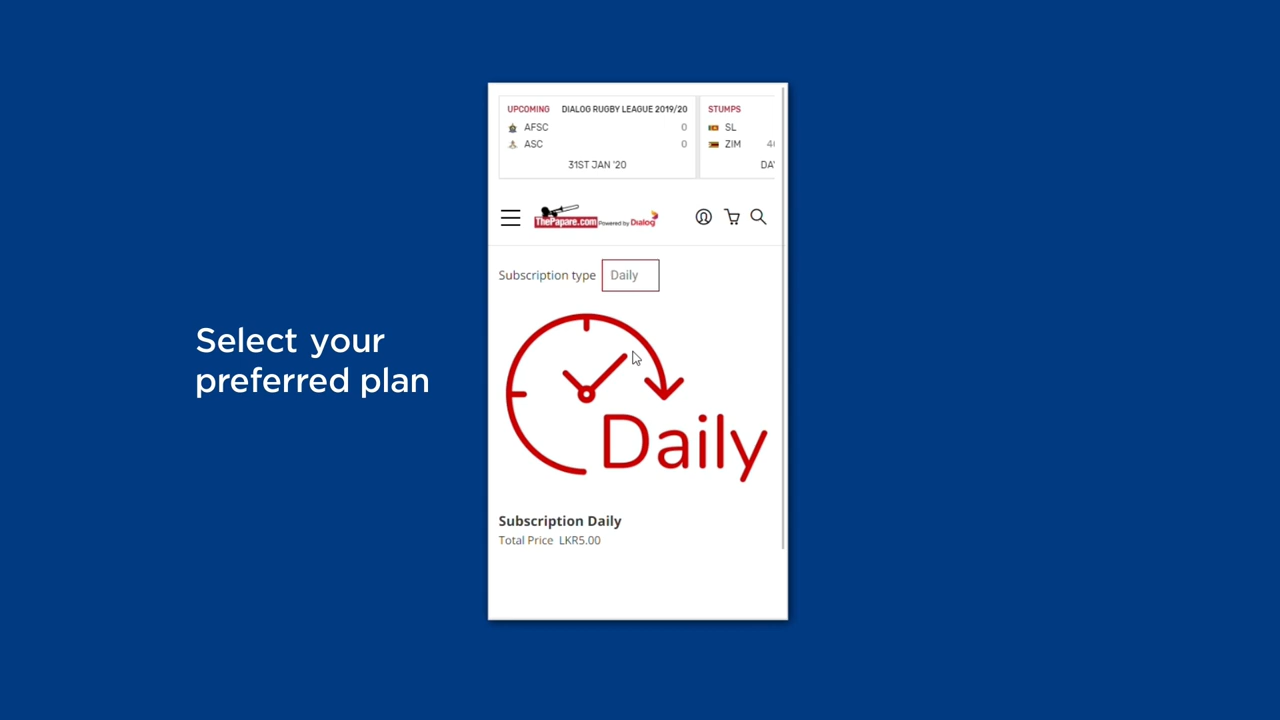 UPCOMING DIALOG RUGBY LEAGUE 2019/20
AFSC 0
ASC 0
31ST JAN '20
STUMPS
SL
ZIM
ThePapare.com Powered by Dialog
Subscription type Daily
Select your
preferred plan
Daily
Subscription Daily
Total Price LKR5.00